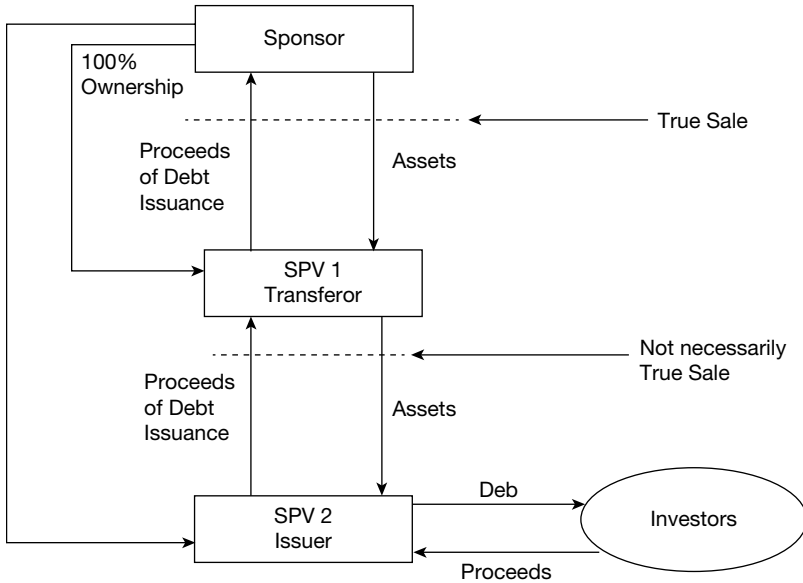 Sponsor
100%
Ownership
True Sale
Proceeds
of Debt
Issuance
Assets
SPV 1
Transferor
Not necessarily
True Sale
Proceeds
of Debt
Issuance
Assets
SPV 2
Issuer
Deb
Investors
Proceeds